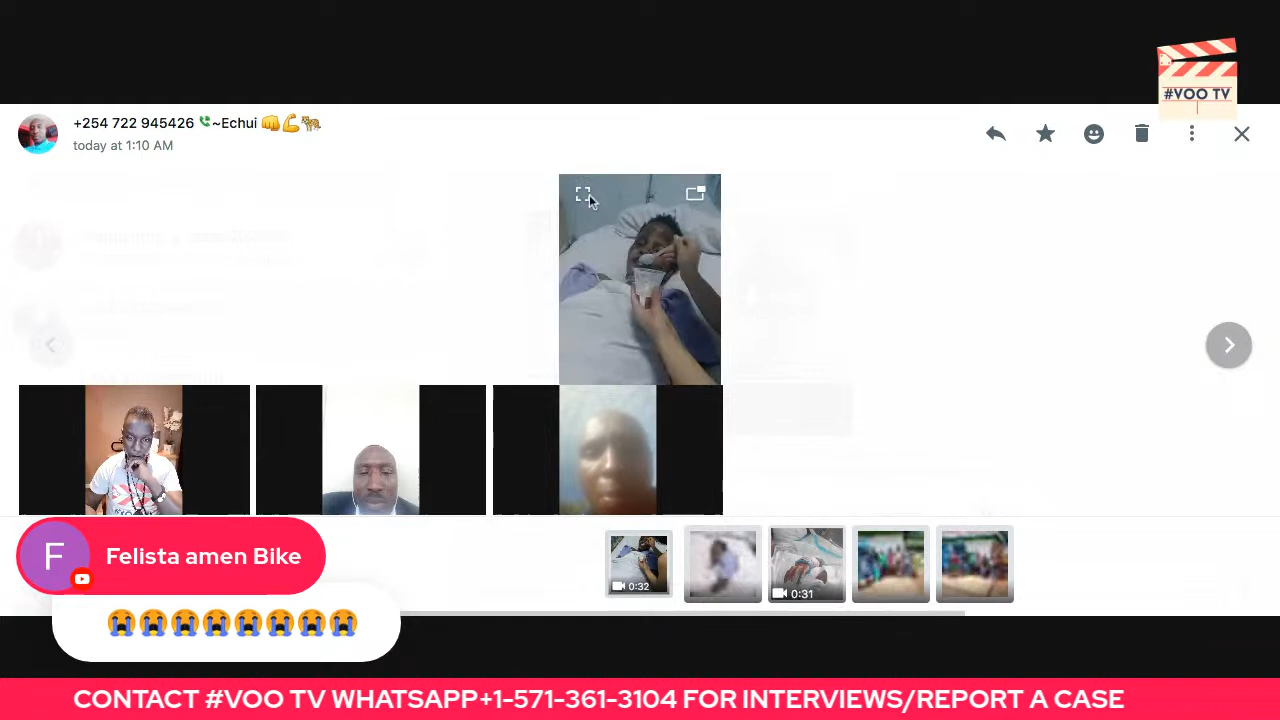 #VOO TV
+254 722 945426 ~Echui 👊💪🐅
today at 1:10 AM
0:32
0:31
F
Felista amen Bike
😭😭😭😭😭😭😭😭
CONTACT #VOO TV WHATSAPP+1-571-361-3104 FOR INTERVIEWS/REPORT A CASE